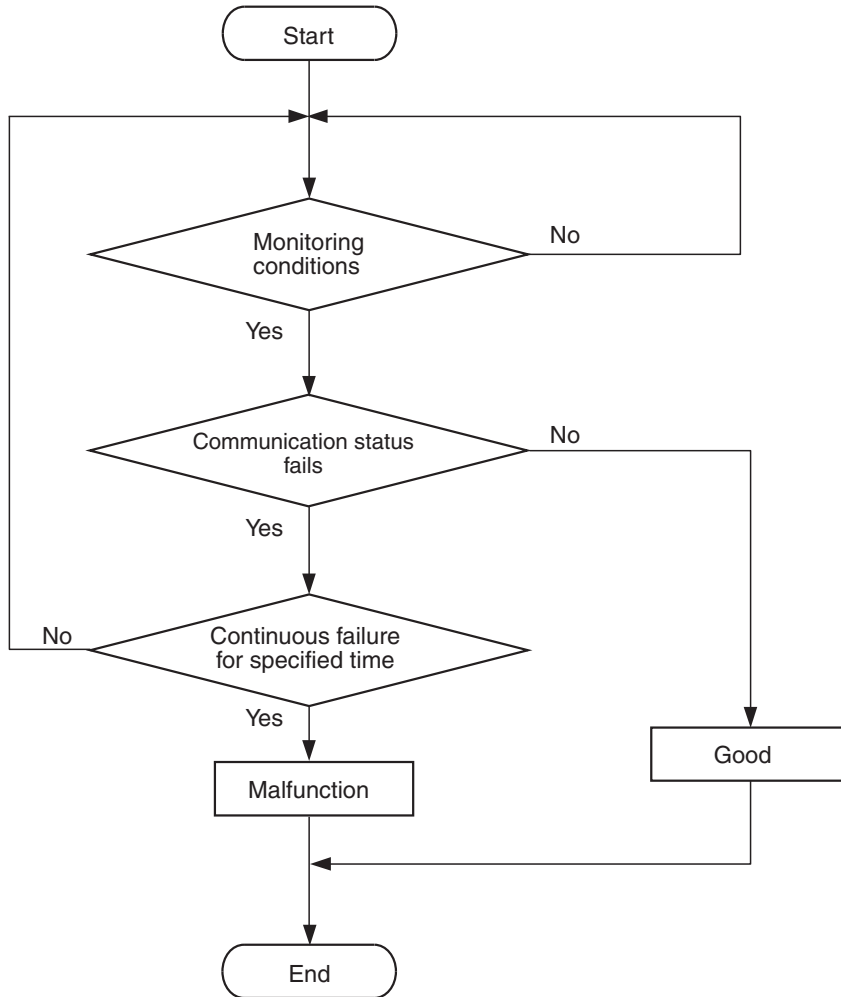 Start
Monitoring
conditions
No
Yes
Communication status
fails
No
Yes
Continuous failure
for specified time
No
Yes
Malfunction
Good
End